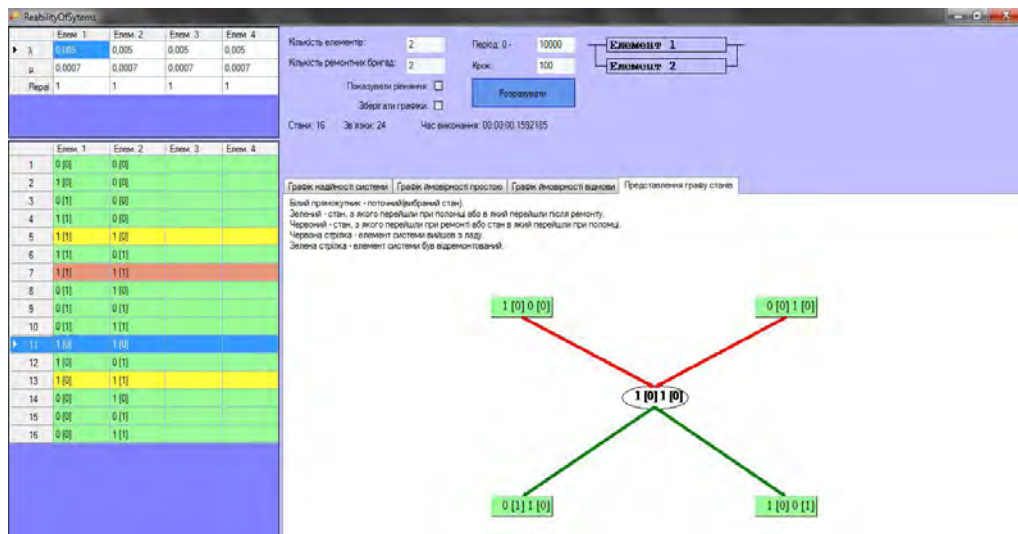 ReabilityOfSytems
Елем. 1 Елем. 2 Елем. 3 Елем. 4
λ 0,005 0,005 0,005 0,005
μ 0,0007 0,0007 0,0007 0,0007
Repai 1 1 1 1
Кількість елементів: 2 Період: 0 - 10000
Кількість ремонтних бригад: 2 Крок: 100
Показувати рівняння:
Зберігати графіки:
Розрахувати
Стани: 16 Зв'язки: 24 Час виконання: 00:00:00.1592185
Елемент 1
Елемент 2
Елем. 1 Елем. 2 Елем. 3 Елем. 4
1 0 [0] 0 [0]
2 1 [0] 0 [0]
3 0 [1] 0 [0]
4 1 [1] 0 [0]
5 1 [1] 1 [0]
6 1 [1] 0 [1]
7 1 [1] 1 [1]
8 0 [1] 1 [0]
9 0 [1] 0 [1]
10 0 [1] 1 [1]
11 1 [0] 1 [0]
12 1 [0] 0 [1]
13 1 [0] 1 [1]
14 0 [0] 1 [0]
15 0 [0] 0 [1]
16 0 [0] 1 [1]
Графік надійності системи Графік ймовірності простою Графік ймовірності відмови Представлення графу станів
Білий прямокутник - поточний(вибраний стан).
Зелений - стан, з якого перейшли при поломці або в який перейшли після ремонту.
Червоний - стан, з якого перейшли при ремонті або стан в який перейшли при поломці.
Червона стрілка - елемент системи вийшов з ладу.
Зелена стрілка - елемент системи був відремонтований.
1 [0] 0 [0]
0 [0] 1 [0]
1 [0] 1 [0]
0 [1] 1 [0]
1 [0] 0 [1]